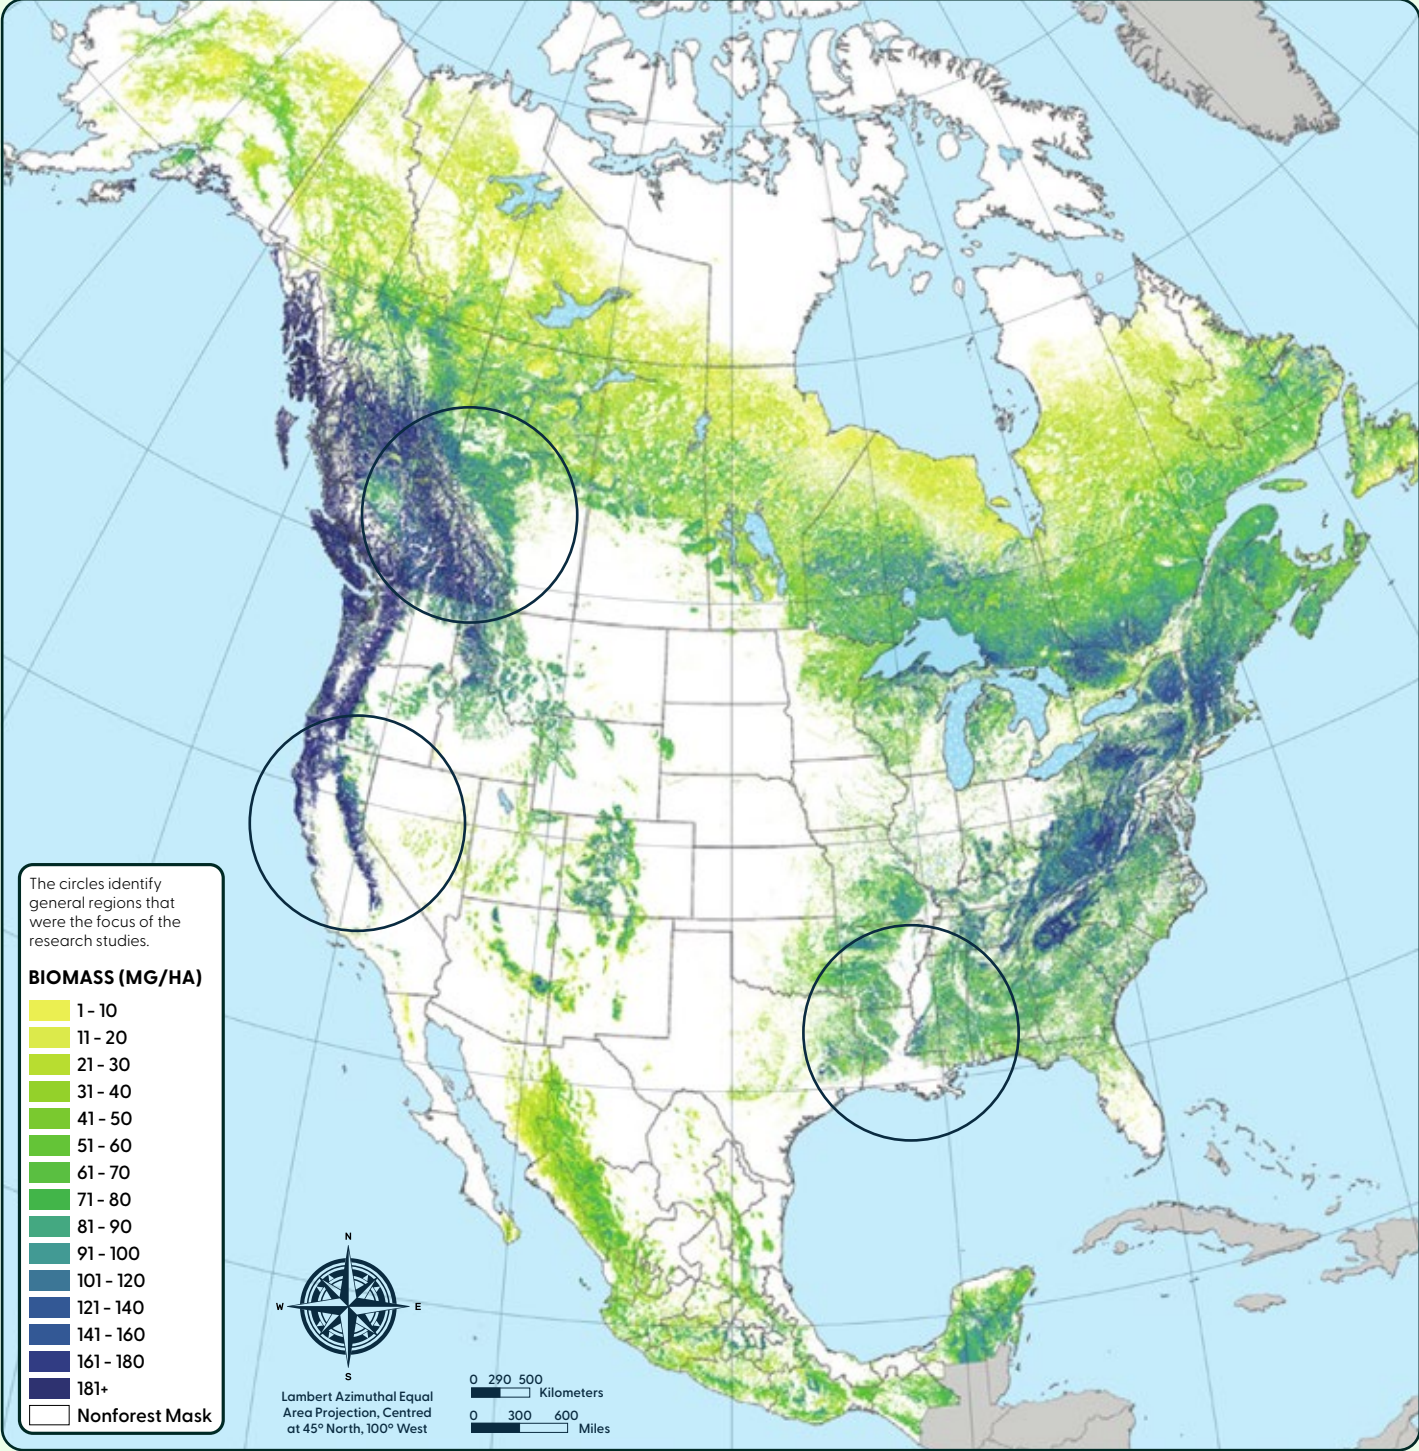 The circles identify
general regions that
were the focus of the
research studies.
BIOMASS (MG/HA)
1 - 10
11 - 20
21 - 30
31 - 40
41 - 50
51 - 60
61 - 70
71 - 80
81 - 90
91 - 100
101 - 120
121 - 140
141 - 160
161 - 180
181+
Nonforest Mask
N
W
E
S
Lambert Azimuthal Equal
Area Projection, Centred
at 45º North, 100º West
0 290 500
Kilometers
0 300 600
Miles